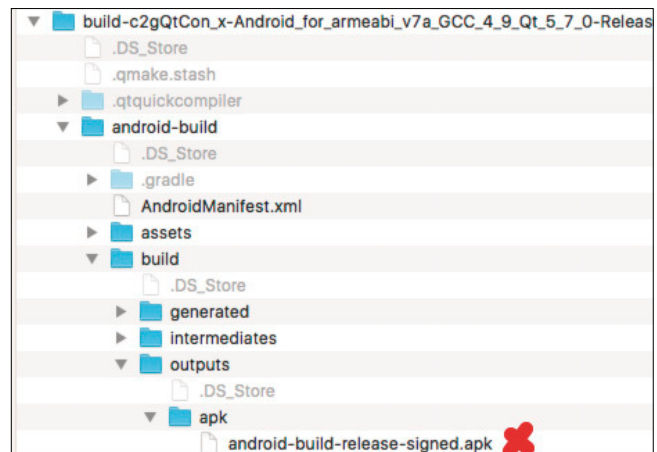 build-c2gQtCon_x-Android_for_armeabi_v7a_GCC_4_9_Qt_5_7_0-Releas
.DS_Store
.qmake.stash
.qtquickcompiler
android-build
.DS_Store
.gradle
AndroidManifest.xml
assets
build
.DS_Store
generated
intermediates
outputs
.DS_Store
apk
android-build-release-signed.apk